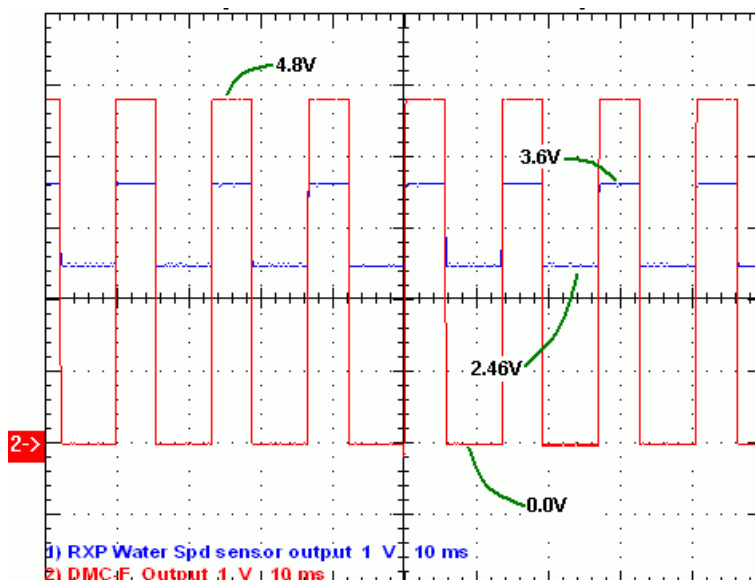 4.8V
3.6V
2.46V
2->
0.0V
1) RXP Water Spd sensor output 1 V 10 ms
2) DMC-F Output 1 V 10 ms